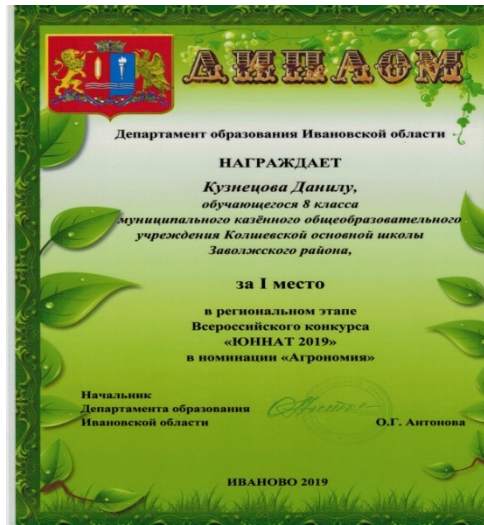 ДИПЛОМ
Департамент образования Ивановской области
НАГРАЖДАЕТ
Кузнецова Данилу,
обучающегося 8 класса
муниципального казённого общеобразовательного
учреждения Колшевской основной школы
Заволжского района,
за I место
в региональном этапе
Всероссийского конкурса
«ЮННАТ 2019»
в номинации «Агрономия»
Начальник
Департамента образования
Ивановской области
О.Г. Антонова
ИВАНОВО 2019